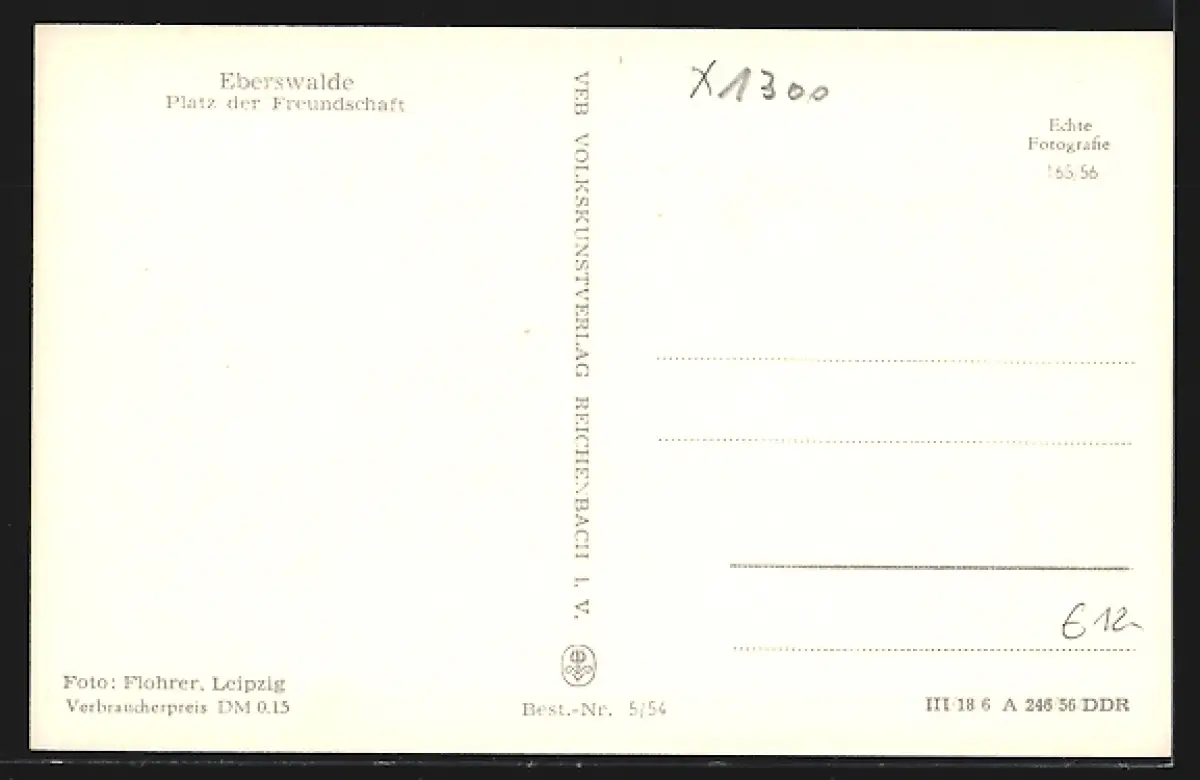 Eberswalde
Platz der Freundschaft
VEB VOLKSKUNSTVERLAG REICHENBACH I. V.
X1300
Echte
Fotografie
165/56
€12,-
Foto: Flohrer, Leipzig
Verbraucherpreis DM 0.15
Best.-Nr. 5/54
III 18 6 A 246 56 DDR